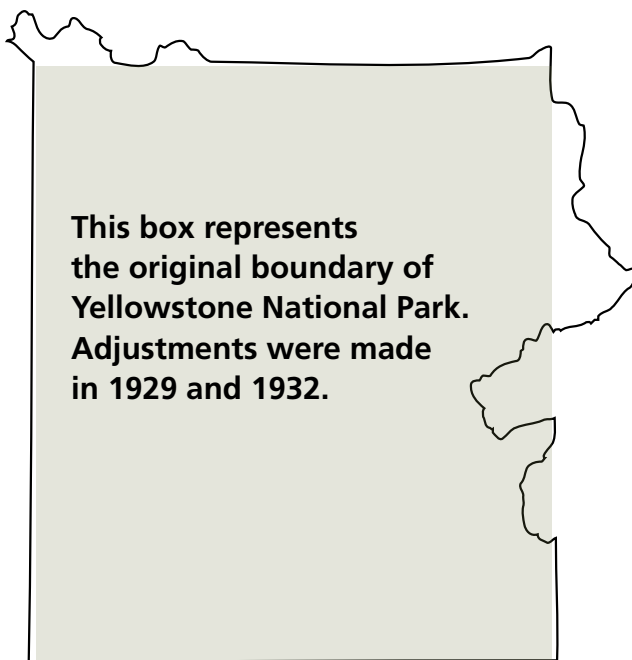 This box represents
the original boundary of
Yellowstone National Park.
Adjustments were made
in 1929 and 1932.